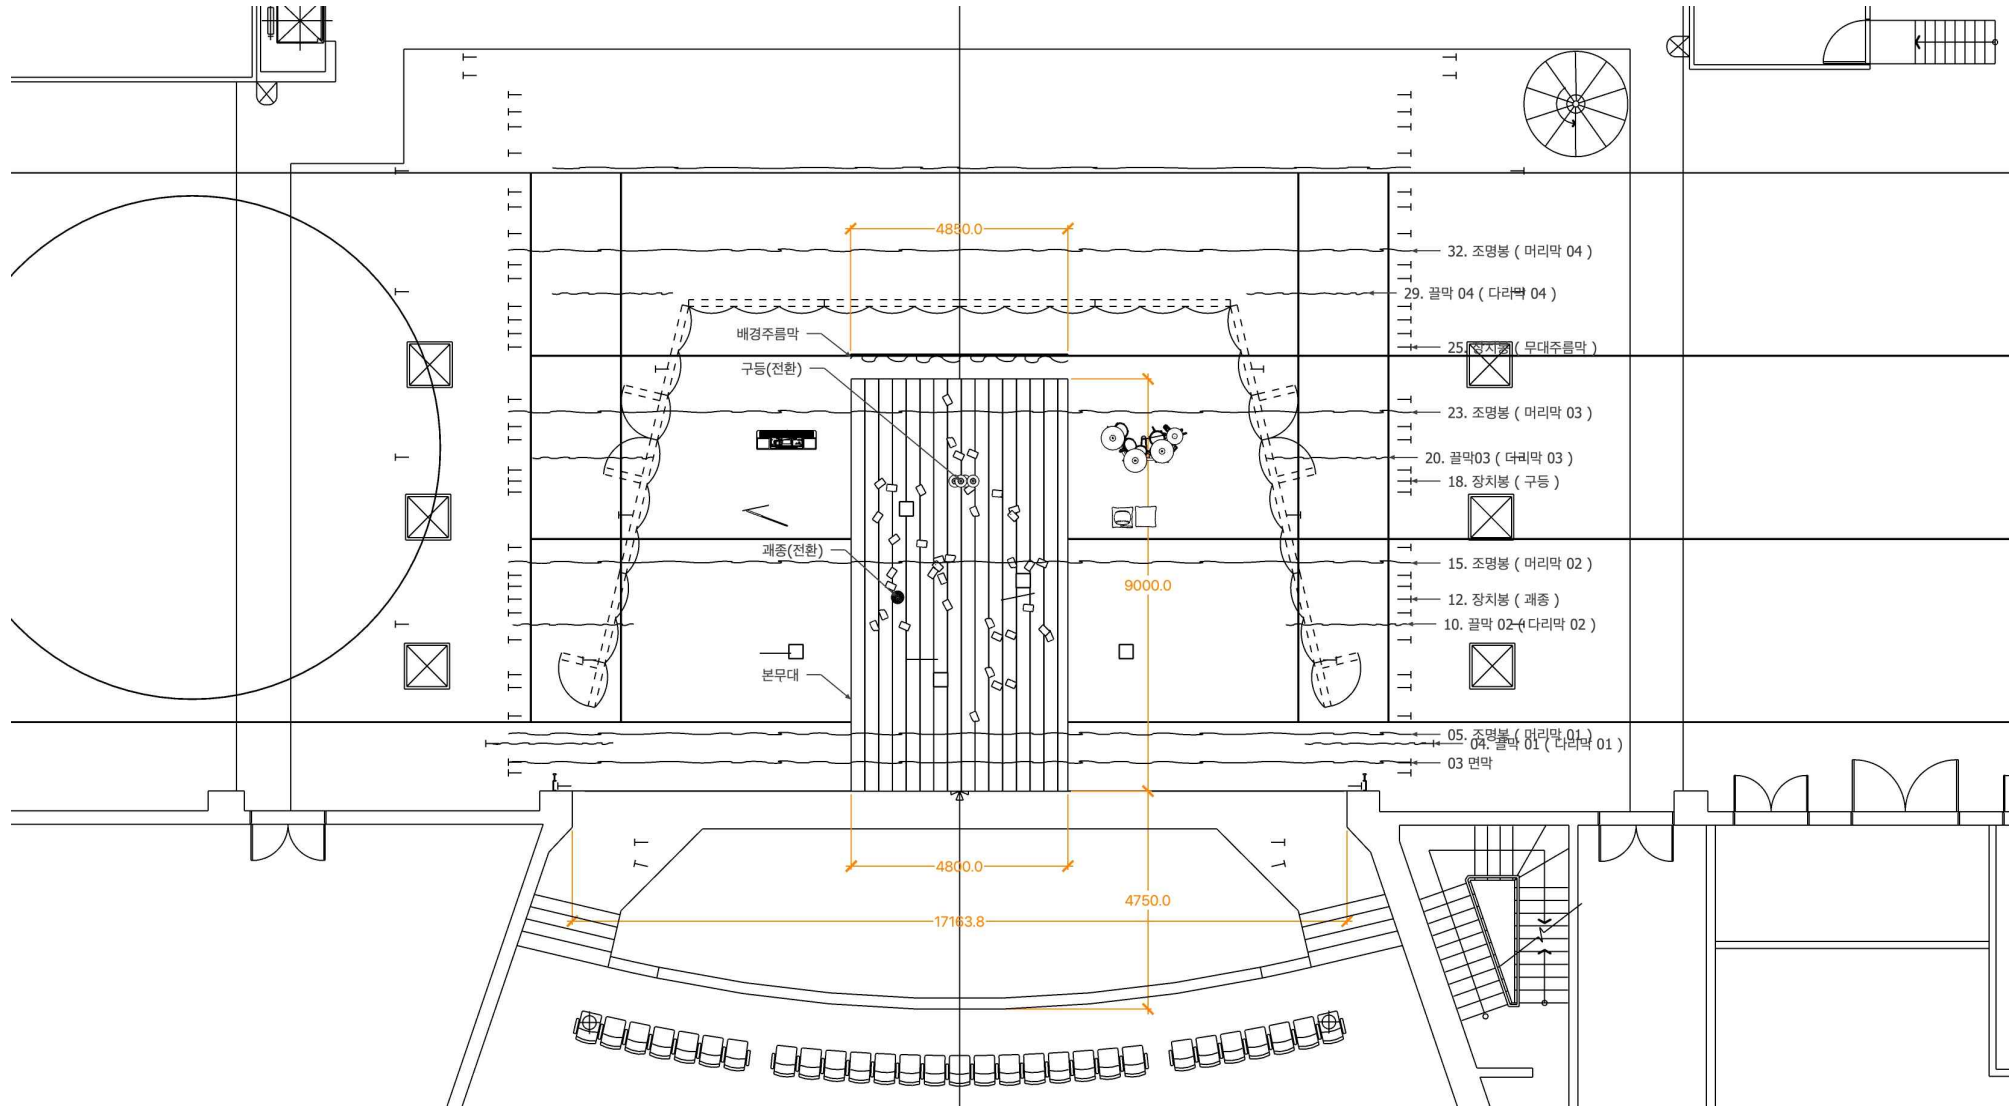 4850.0
32. 조명봉 ( 머리막 04 )
29. 끌막 04 ( 다리막 04 )
배경주름막
25. 장치봉 ( 무대주름막 )
구등(전환)
23. 조명봉 ( 머리막 03 )
20. 끌막03 ( 다리막 03 )
18. 장치봉 ( 구등 )
괘종(전환)
15. 조명봉 ( 머리막 02 )
9000.0
12. 장치봉 ( 괘종 )
10. 끌막 02 ( 다리막 02 )
본무대
05. 조명봉 ( 머리막 01 )
04. 끌막 01 ( 다리막 01 )
03 면막
4800.0
4750.0
17163.8